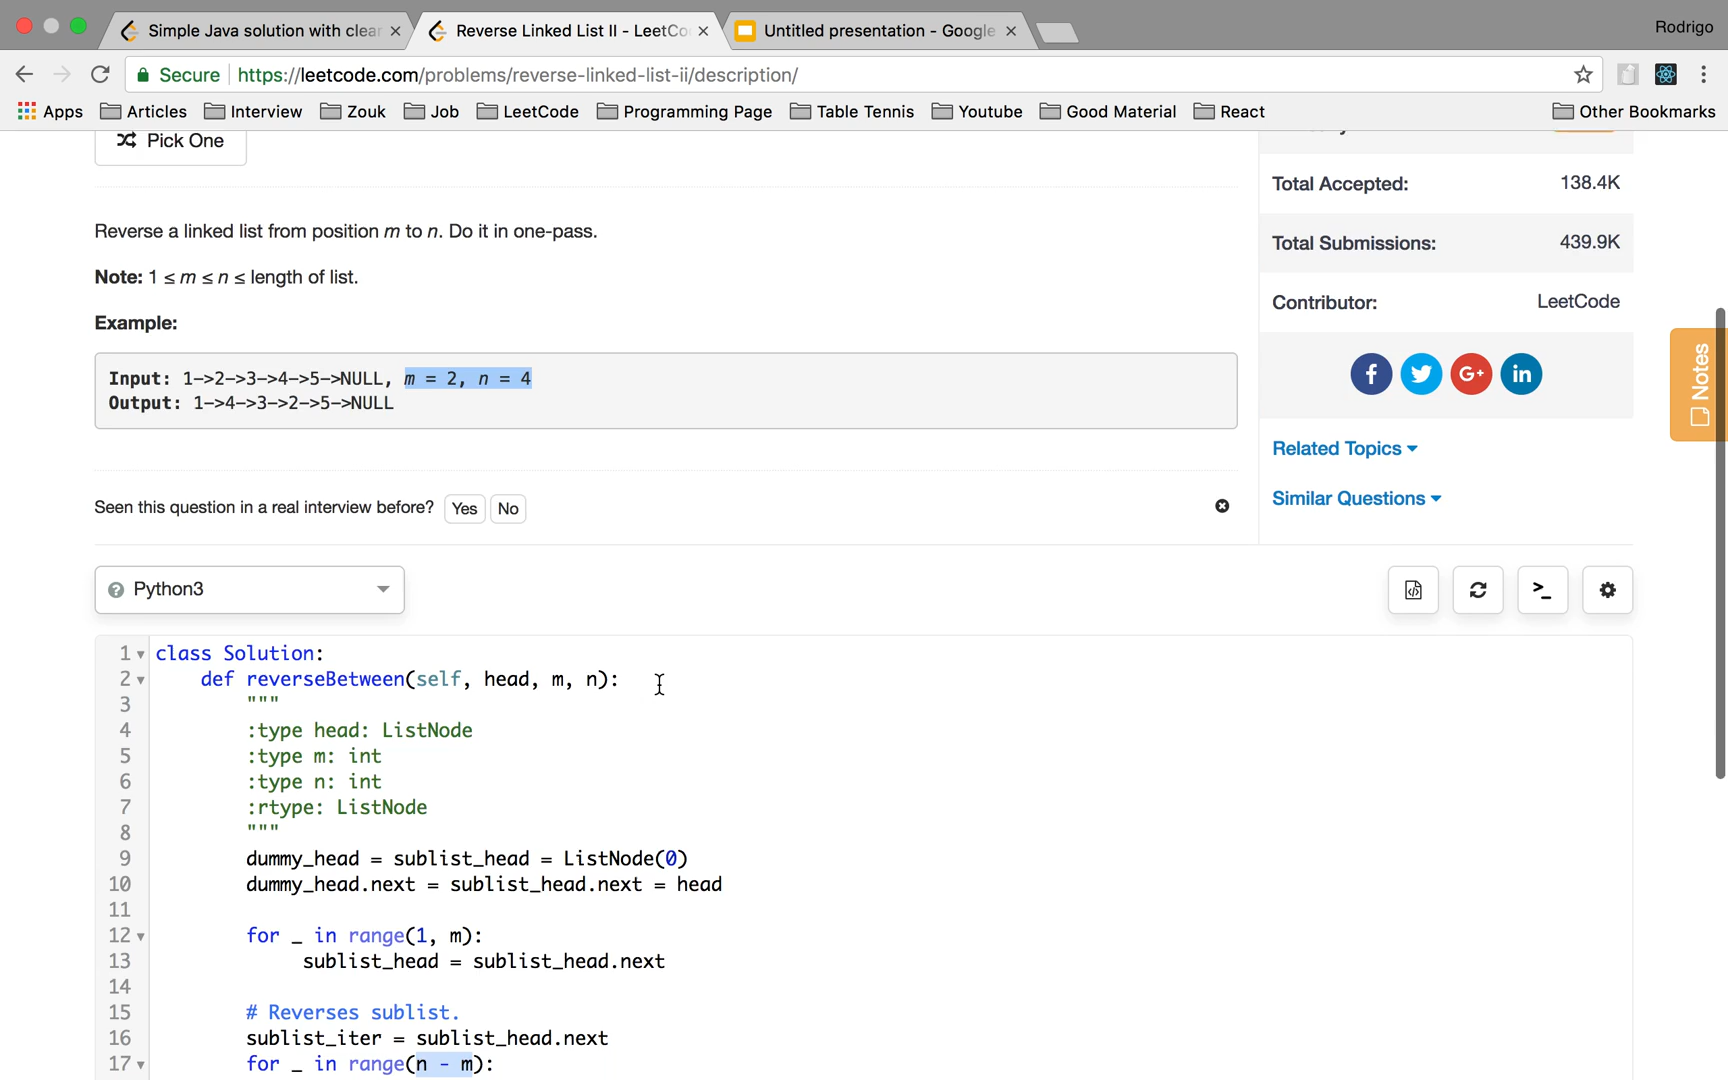 Simple Java solution with clear
Reverse Linked List II - LeetCo
Untitled presentation - Google
Rodrigo
Secure https://leetcode.com/problems/reverse-linked-list-ii/description/
Apps Articles Interview Zouk Job LeetCode Programming Page Table Tennis Youtube Good Material React Other Bookmarks
Pick One
Total Accepted: 138.4K
Reverse a linked list from position m to n. Do it in one-pass.
Total Submissions: 439.9K
Note: 1 ≤ m ≤ n ≤ length of list.
Contributor: LeetCode
Example:
Input: 1->2->3->4->5->NULL, m = 2, n = 4
Output: 1->4->3->2->5->NULL
f G+ in
Notes
Related Topics
Similar Questions
Seen this question in a real interview before? Yes No
? Python3
>_
1 class Solution:
2 def reverseBetween(self, head, m, n):
3 """
4 :type head: ListNode
5 :type m: int
6 :type n: int
7 :rtype: ListNode
8 """
9 dummy_head = sublist_head = ListNode(0)
10 dummy_head.next = sublist_head.next = head
11
12 for _ in range(1, m):
13 sublist_head = sublist_head.next
14
15 # Reverses sublist.
16 sublist_iter = sublist_head.next
17 for _ in range(n - m):